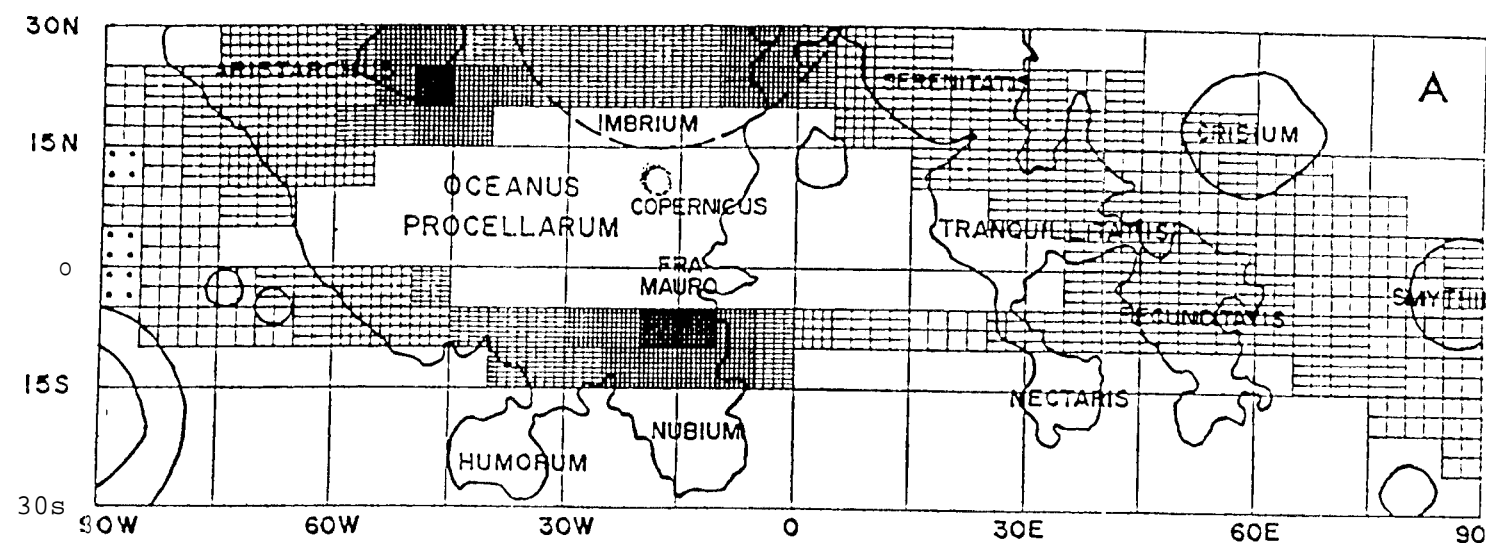 30N
ARISTARCHUS
SERENITATIS
A
IMBRIUM
CRISIUM
15N
OCEANUS
PROCELLARUM
COPERNICUS
TRANQUILLITATIS
0
FRA
MAURO
SMYTHII
FECUNDITATIS
15S
NECTARIS
NUBIUM
HUMORUM
30S
90W 60W 30W 0 30E 60E 90